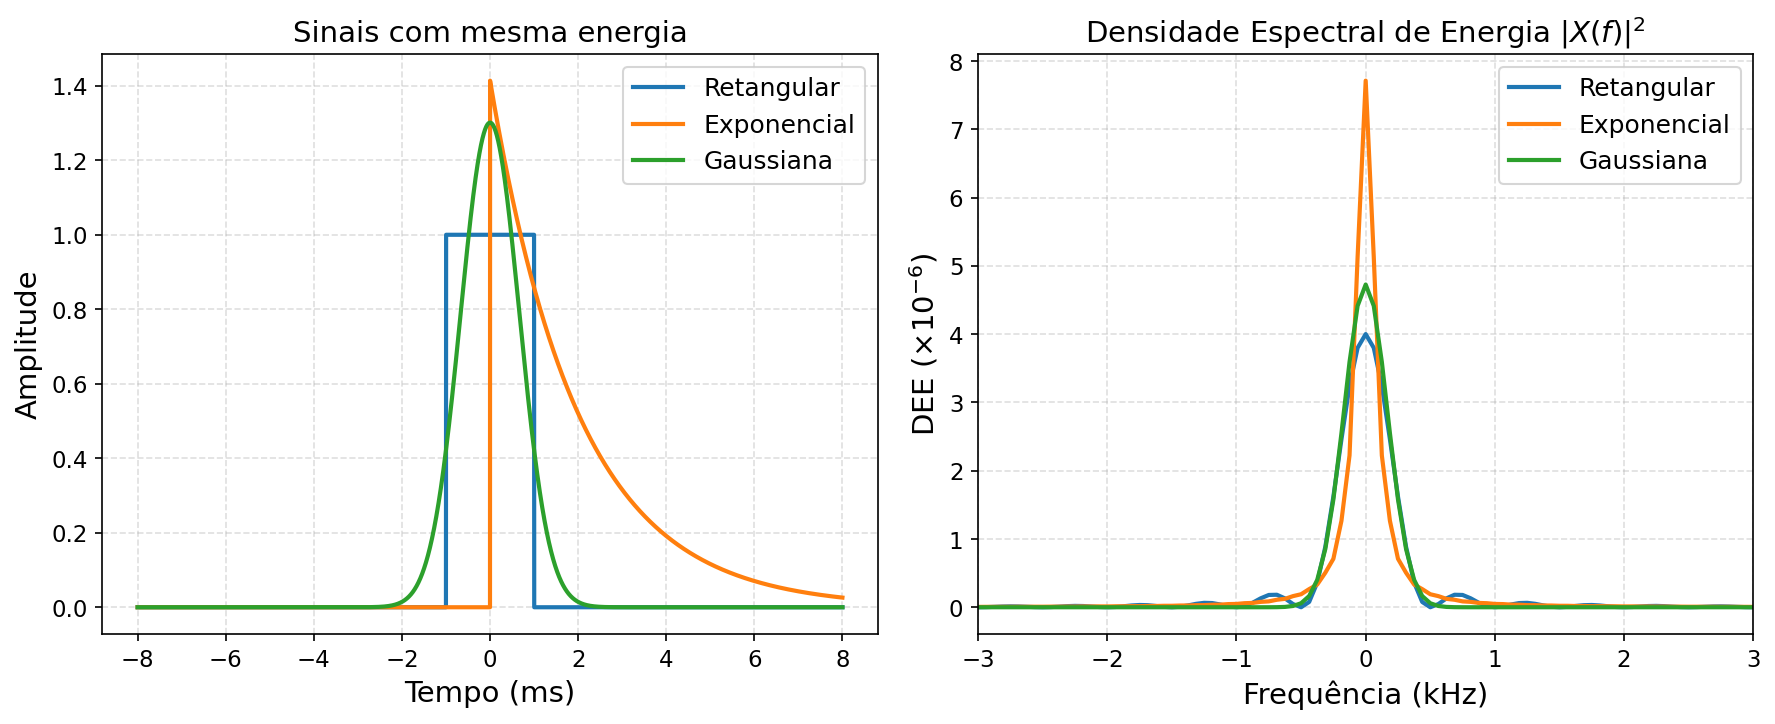 Sinais com mesma energia
Amplitude
1.4
1.2
1.0
0.8
0.6
0.4
0.2
0.0
−8 −6 −4 −2 0 2 4 6 8
Tempo (ms)
Retangular
Exponencial
Gaussiana
Densidade Espectral de Energia |X(f)|²
DEE (×10⁻⁶)
8
7
6
5
4
3
2
1
0
−3 −2 −1 0 1 2 3
Frequência (kHz)
Retangular
Exponencial
Gaussiana